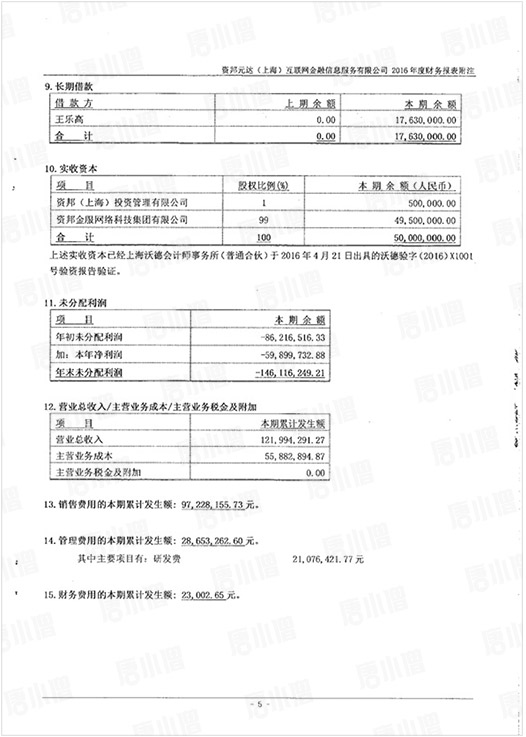 资邦元达（上海）互联网金融信息服务有限公司 2016 年度财务报表附注
9. 长期借款
借 款 方 上 期 余 额 本 期 余 额
王乐高 0.00 17,630,000.00
合 计 0.00 17,630,000.00
10. 实收资本
项 目 股权比例(%) 本 期 余 额（人民币）
资邦（上海）投资管理有限公司 1 500,000.00
资邦金服网络科技集团有限公司 99 49,500,000.00
合 计 100 50,000,000.00
上述实收资本已经上海沃德会计师事务所（普通合伙）于 2016 年 4 月 21 日出具的沃德验字(2016)X1001
号验资报告验证。
11. 未分配利润
项 目 本 期 余 额
年初未分配利润 -86,216,516.33
加：本年净利润 -59,899,732.88
年末未分配利润 -146,116,249.21
12. 营业总收入/主营业务成本/主营业务税金及附加
项 目 本期累计发生额
营业总收入 121,994,291.27
主营业务成本 55,882,894.87
主营业务税金及附加 0.00
13. 销售费用的本期累计发生额：97,228,155.73 元。
14. 管理费用的本期累计发生额：28,653,262.60 元。
其中主要项目有：研发费 21,076,421.77 元
15. 财务费用的本期累计发生额：23,002.65 元。
- 5 -